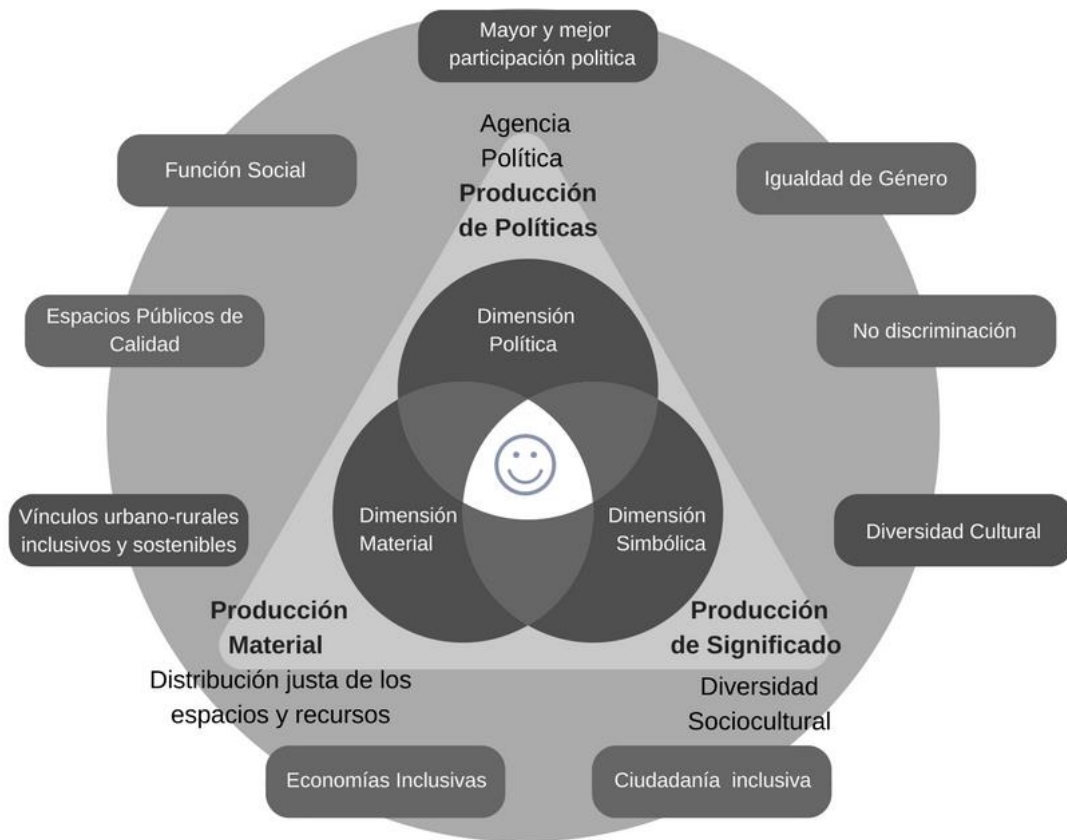 Mayor y mejor
participación politica
Agencia
Política
Producción
de Políticas
Función Social
Igualdad de Género
Espacios Públicos de
Calidad
No discriminación
Dimensión
Política
Vínculos urbano-rurales
inclusivos y sostenibles
Dimensión
Material
Dimensión
Simbólica
Diversidad Cultural
Producción
Material
Distribución justa de los
espacios y recursos
Producción
de Significado
Diversidad
Sociocultural
Economías Inclusivas
Ciudadanía inclusiva